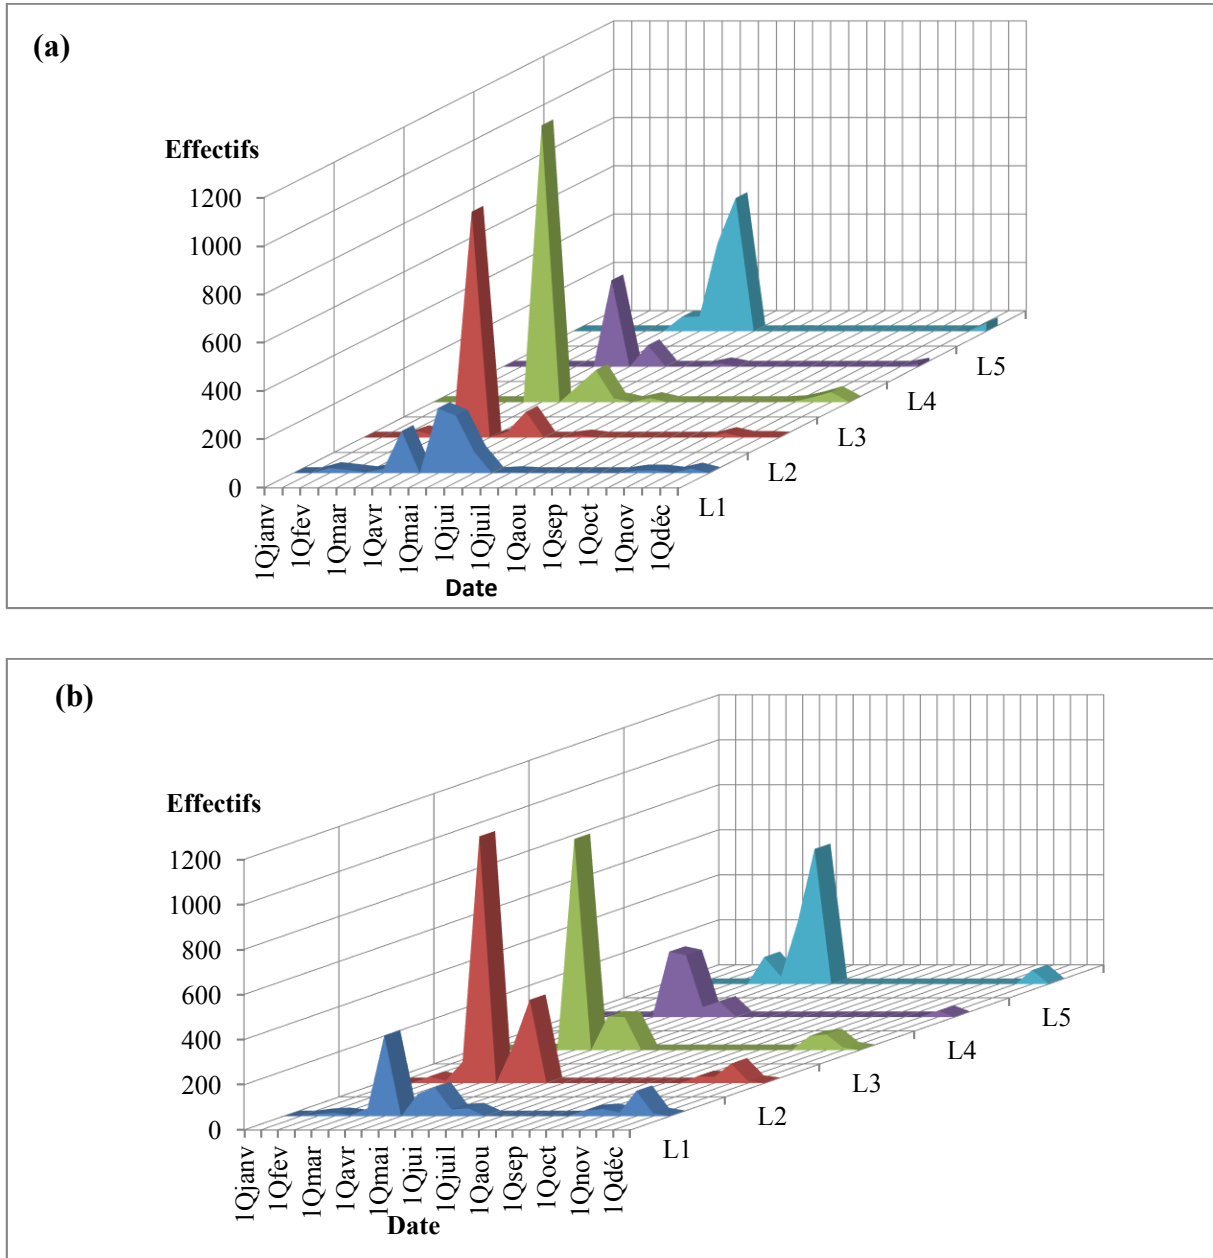 (a)
Effectifs
1200
1000
800
600
400
200
0
1Qjanv
1Qfev
1Qmar
1Qavr
1Qmai
1Qjui
1Qjuil
1Qaou
1Qsep
1Qoct
1Qnov
1Qdéc
Date
L1
L2
L3
L4
L5
(b)
Effectifs
1200
1000
800
600
400
200
0
1Qjanv
1Qfev
1Qmar
1Qavr
1Qmai
1Qjui
1Qjuil
1Qaou
1Qsep
1Qoct
1Qnov
1Qdéc
Date
L1
L2
L3
L4
L5